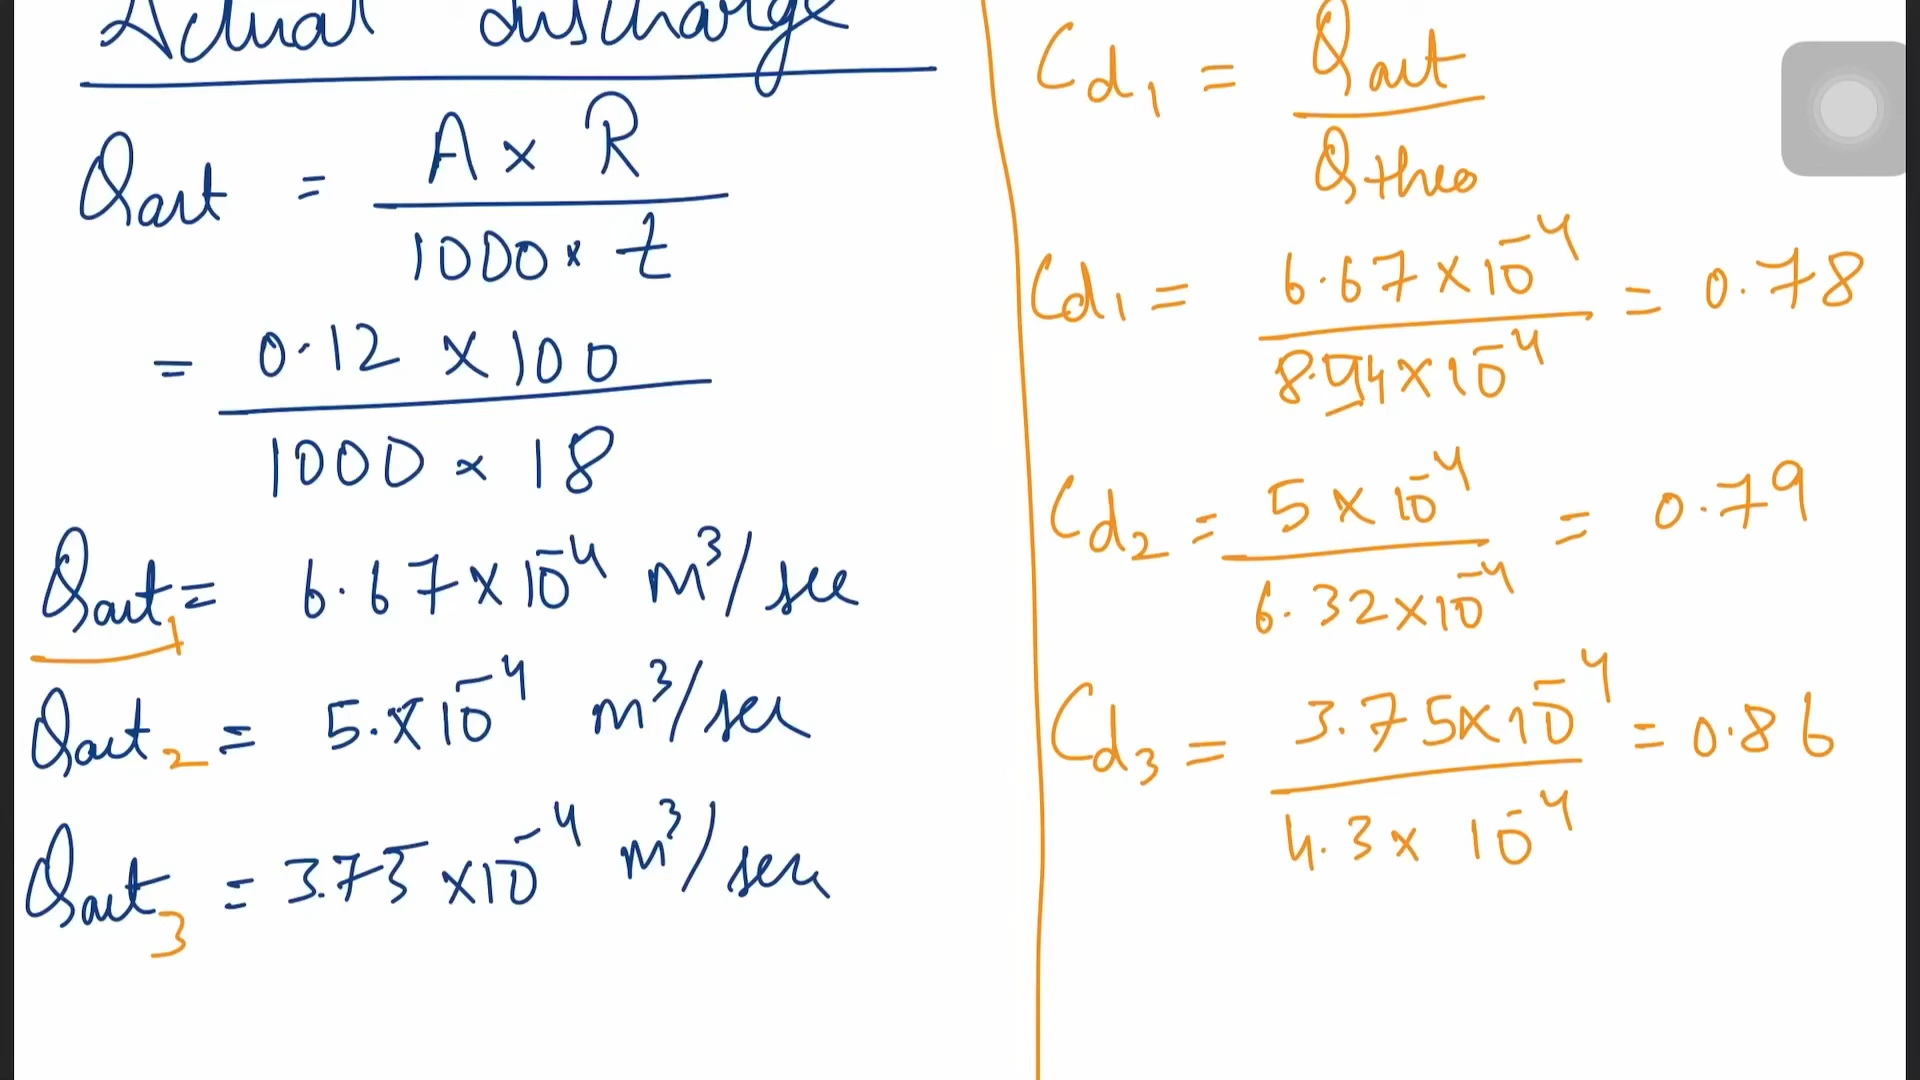 Actual discharge
Qact = A × R / 1000 × t
= 0.12 × 100 / 1000 × 18
Qact1 = 6.67 × 10^-4 m^3/sec
Qact2 = 5. × 10^-4 m^3/sec
Qact3 = 3.75 × 10^-4 m^3/sec
Cd1 = Qact / Qtheo
Cd1 = 6.67 × 10^-4 / 8.94 × 10^-4 = 0.78
Cd2 = 5 × 10^-4 / 6.32 × 10^-4 = 0.79
Cd3 = 3.75 × 10^-4 / 4.3 × 10^-4 = 0.86